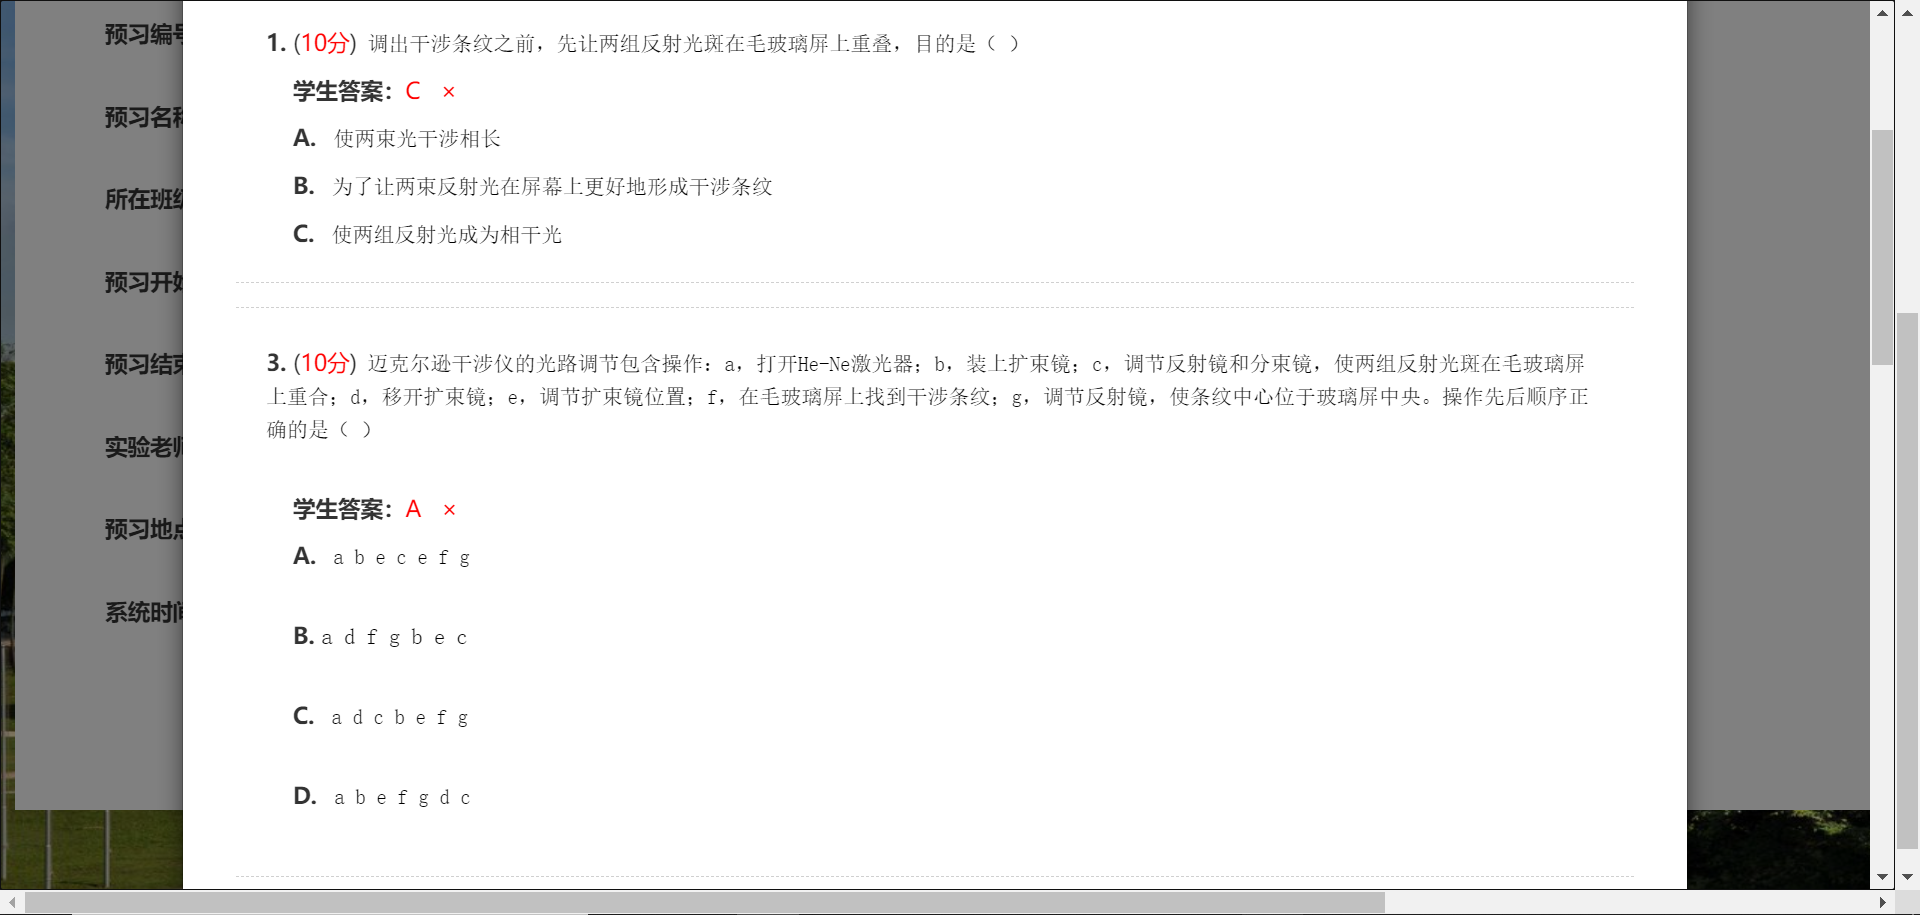 预习编号
1. (10分) 调出干涉条纹之前，先让两组反射光斑在毛玻璃屏上重叠，目的是（ ）
学生答案：C ×
预习名称
A. 使两束光干涉相长
B. 为了让两束反射光在屏幕上更好地形成干涉条纹
所在班级
C. 使两组反射光成为相干光
预习开始
预习结束
3. (10分) 迈克尔逊干涉仪的光路调节包含操作：a，打开He-Ne激光器；b，装上扩束镜；c，调节反射镜和分束镜，使两组反射光斑在毛玻璃屏
上重合；d，移开扩束镜；e，调节扩束镜位置；f，在毛玻璃屏上找到干涉条纹；g，调节反射镜，使条纹中心位于玻璃屏中央。操作先后顺序正
确的是（ ）
实验老师
学生答案：A ×
预习地点
A. a b e c e f g
系统时间
B. a d f g b e c
C. a d c b e f g
D. a b e f g d c